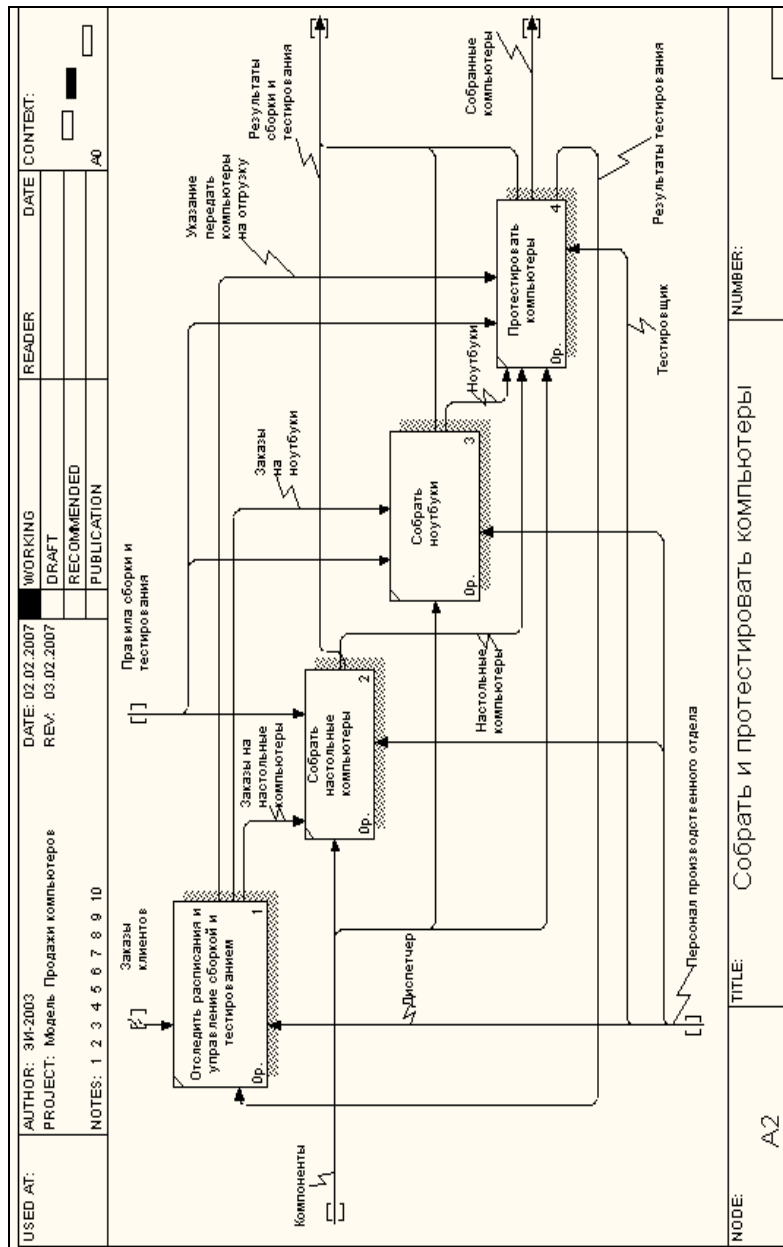 USED AT:
AUTHOR: ЭИ-2003
PROJECT: Модель Продажи компьютеров
NOTES: 1 2 3 4 5 6 7 8 9 10
DATE: 02.02.2007
REV: 03.02.2007
WORKING
DRAFT
RECOMMENDED
PUBLICATION
READER
DATE
CONTEXT:
A0
Заказы
клиентов
Правила сборки и
тестирования
Указание
передать
компьютеры
на отгрузку
Результаты
сборки и
тестирования
Отследить расписания и
управление сборкой и
тестированием
0р.
1
Заказы на
настольные
компьютеры
Заказы
на
ноутбуки
Собрать
настольные
компьютеры
0р.
2
Компоненты
Собрать
ноутбуки
0р.
3
Ноутбуки
Настольные
компьютеры
Протестировать
компьютеры
0р.
4
Собранные
компьютеры
Диспетчер
Тестировщик
Результаты тестирования
Персонал производственного отдела
NODE:
A2
TITLE:
Собрать и протестировать компьютеры
NUMBER: